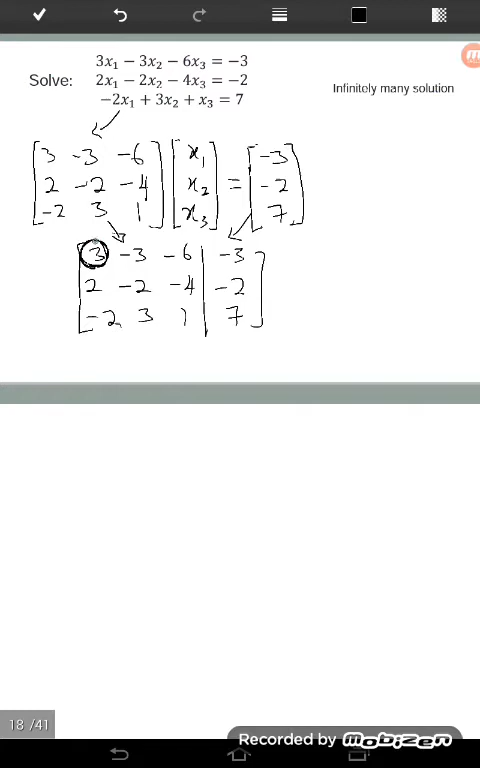 3x₁ − 3x₂ − 6x₃ = −3
Solve: 2x₁ − 2x₂ − 4x₃ = −2
Infinitely many solution
−2x₁ + 3x₂ + x₃ = 7
3 -3 -6 x₁ -3
2 -2 -4 x₂ = -2
-2 3 1 x₃ 7
3 -3 -6 | -3
2 -2 -4 | -2
-2 3 1 | 7
18 /41
Recorded by mobizen